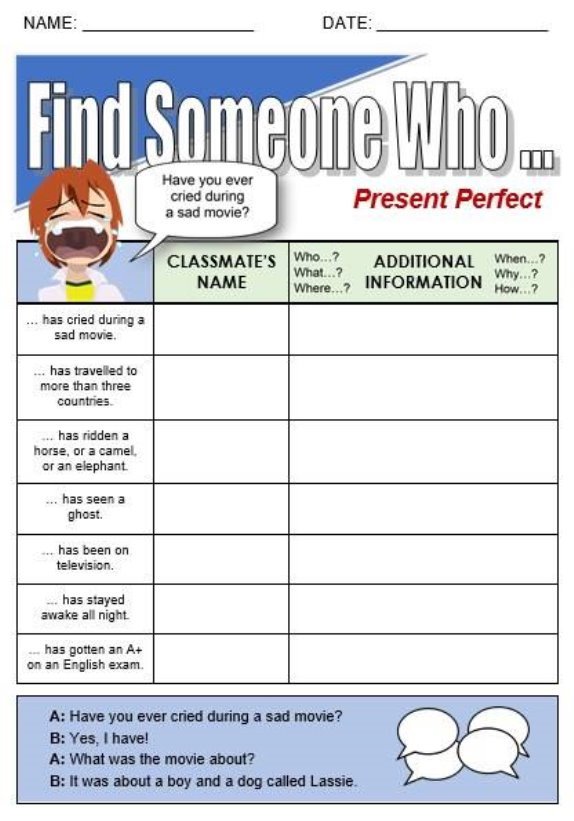 NAME: ____________________ DATE: ____________________
Find Someone Who ...
Have you ever
cried during
a sad movie?
Present Perfect
CLASSMATE'S
NAME
Who...?
What...?
Where...?
ADDITIONAL
INFORMATION
When...?
Why...?
How...?
... has cried during a
sad movie.
... has travelled to
more than three
countries.
... has ridden a
horse, or a camel,
or an elephant.
... has seen a
ghost.
... has been on
television.
... has stayed
awake all night.
... has gotten an A+
on an English exam.
A: Have you ever cried during a sad movie?
B: Yes, I have!
A: What was the movie about?
B: It was about a boy and a dog called Lassie.